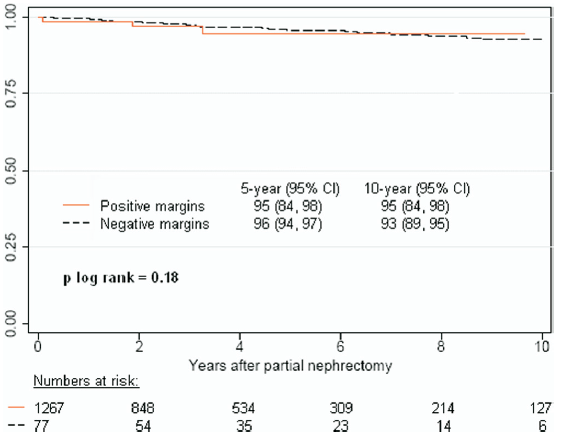 1.00
0.75
0.50
0.25
0.00
5-year (95% CI) 10-year (95% CI)
Positive margins 95 (84, 98) 95 (84, 98)
Negative margins 96 (94, 97) 93 (89, 95)
p log rank = 0.18
0 2 4 6 8 10
Years after partial nephrectomy
Numbers at risk:
1267 848 534 309 214 127
77 54 35 23 14 6